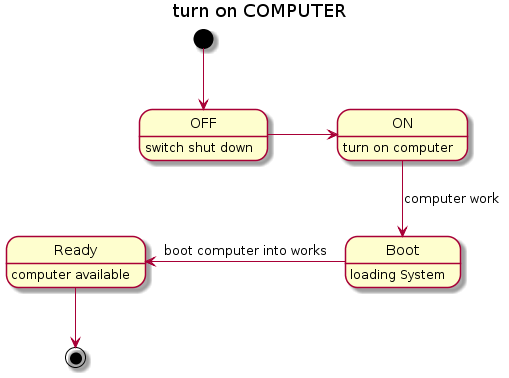 turn on COMPUTER
OFF
switch shut down
ON
turn on computer
computer work
Ready
computer available
boot computer into works
Boot
loading System